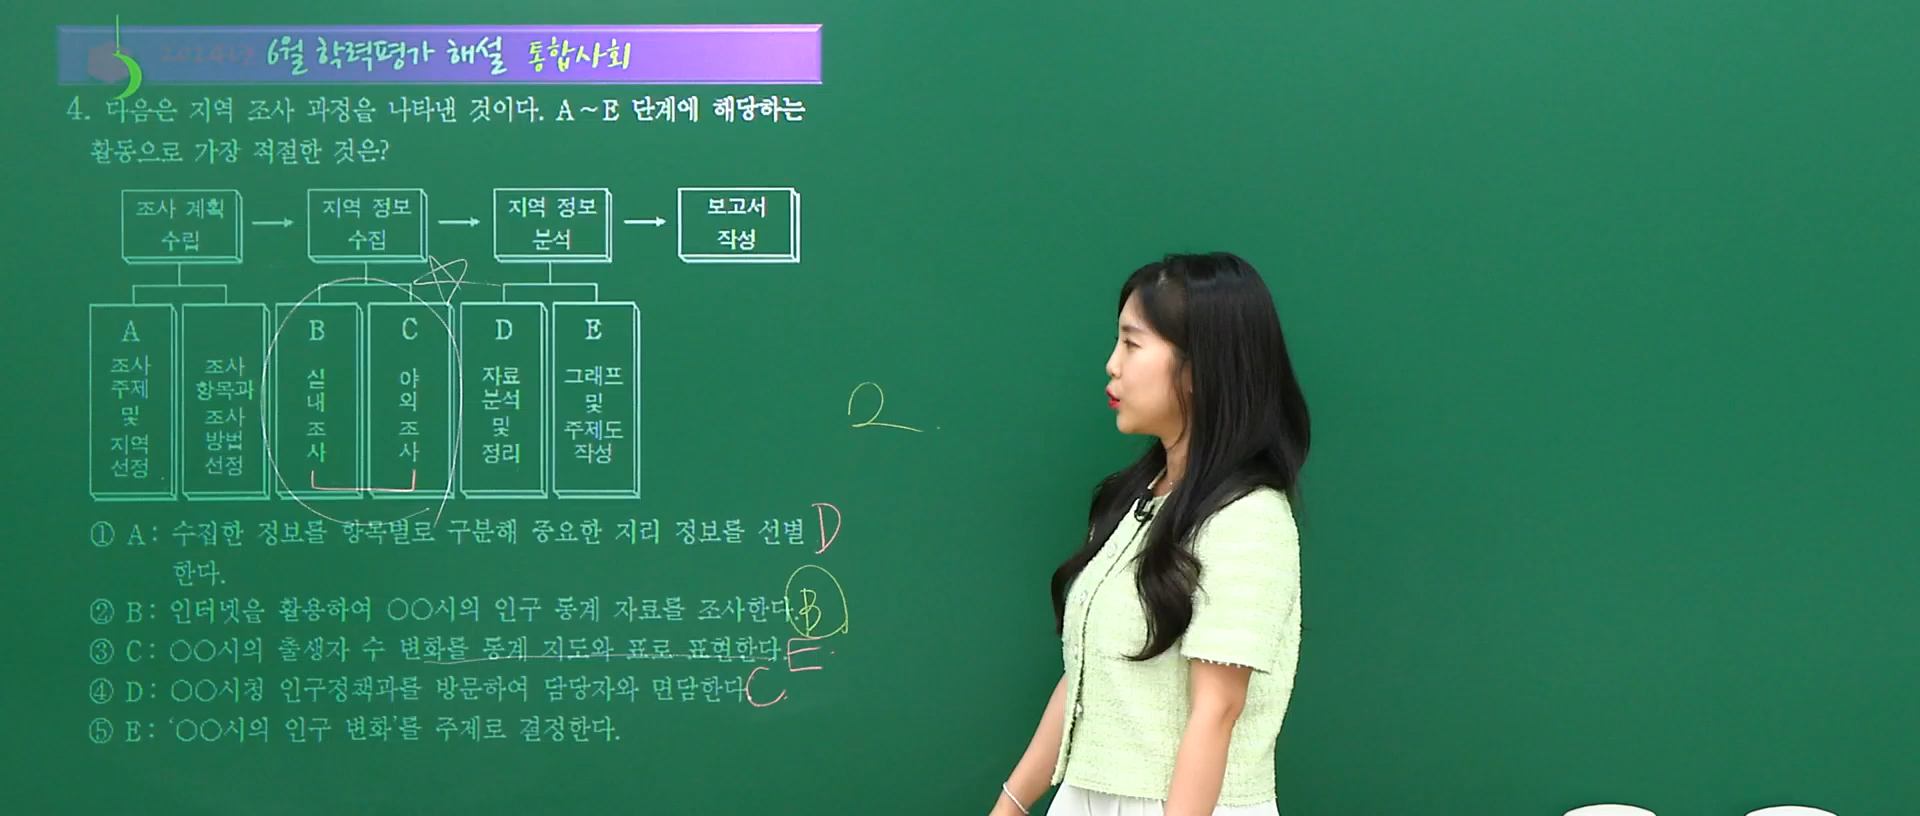 2024년 6월 학력평가 해설 통합사회
4. 다음은 지역 조사 과정을 나타낸 것이다. A~E 단계에 해당하는
활동으로 가장 적절한 것은?
조사 계획
수립
지역 정보
수집
지역 정보
분석
보고서
작성
A
조사
주제
및
지역
선정
조사
항목과
조사
방법
선정
B
실
내
조
사
C
야
외
조
사
D
자료
분석
및
정리
E
그래프
및
주제도
작성
① A: 수집한 정보를 항목별로 구분해 중요한 지리 정보를 선별 D
한다.
② B: 인터넷을 활용하여 ○○시의 인구 통계 자료를 조사한다. B
③ C: ○○시의 출생자 수 변화를 통계 지도와 표로 표현한다. E
④ D: ○○시청 인구정책과를 방문하여 담당자와 면담한다. C
⑤ E: '○○시의 인구 변화'를 주제로 결정한다.
2